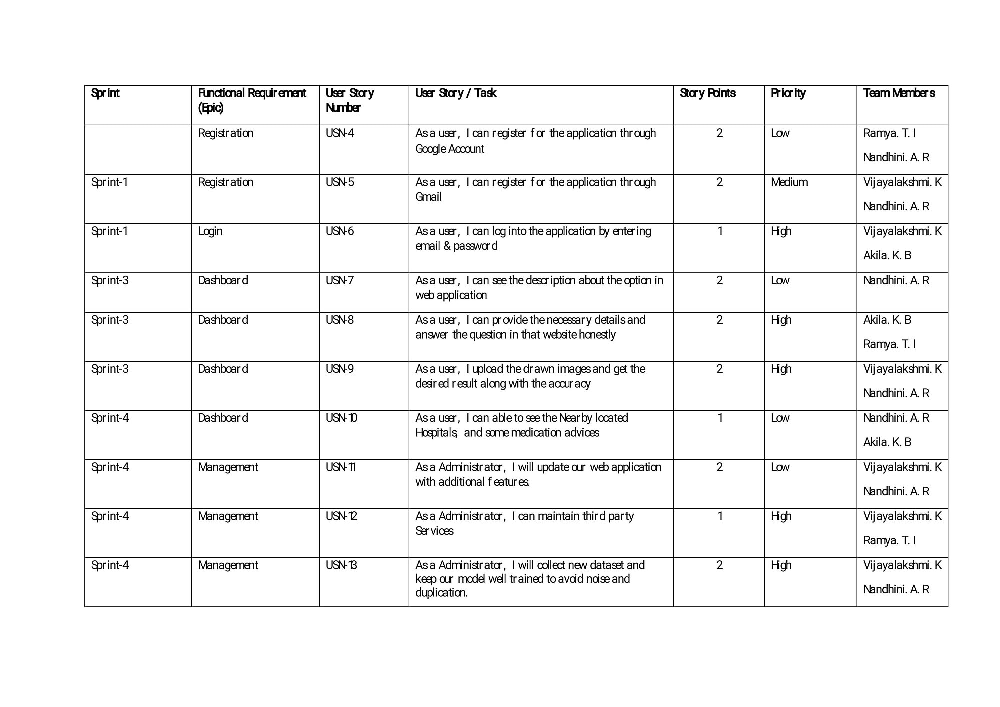 Sprint Functional Requirement User Story User Story / Task Story Points Priority Team Members
(Epic) Number
Registration USN-4 As a user, I can register for the application through 2 Low Ramya. T. I
Google Account
Nandhini. A. R
Sprint-1 Registration USN-5 As a user, I can register for the application through 2 Medium Vijayalakshmi. K
Gmail
Nandhini. A. R
Sprint-1 Login USN-6 As a user, I can log into the application by entering 1 High Vijayalakshmi. K
email & password
Akila. K. B
Sprint-3 Dashboard USN-7 As a user, I can see the description about the option in 2 Low Nandhini. A. R
web application
Sprint-3 Dashboard USN-8 As a user, I can provide the necessary details and 2 High Akila. K. B
answer the question in that website honestly
Ramya. T. I
Sprint-3 Dashboard USN-9 As a user, I upload the drawn images and get the 2 High Vijayalakshmi. K
desired result along with the accuracy
Nandhini. A. R
Sprint-4 Dashboard USN-10 As a user, I can able to see the Nearby located 1 Low Nandhini. A. R
Hospitals, and some medication advices
Akila. K. B
Sprint-4 Management USN-11 As a Administrator, I will update our web application 2 Low Vijayalakshmi. K
with additional features.
Nandhini. A. R
Sprint-4 Management USN-12 As a Administrator, I can maintain third party 1 High Vijayalakshmi. K
Services
Ramya. T. I
Sprint-4 Management USN-13 As a Administrator, I will collect new dataset and 2 High Vijayalakshmi. K
keep our model well trained to avoid noise and
duplication.
Nandhini. A. R